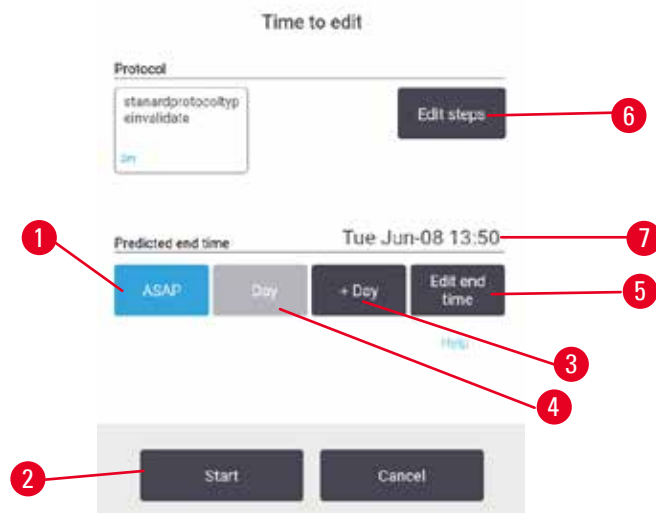 Time to edit
Protocol
stanardprotocoltyp
einvalidate
Edit steps
6
1
Predicted end time
Tue Jun-08 13:50
7
ASAP
Day
+ Day
Edit end
time
5
Help
3
4
2
Start
Cancel